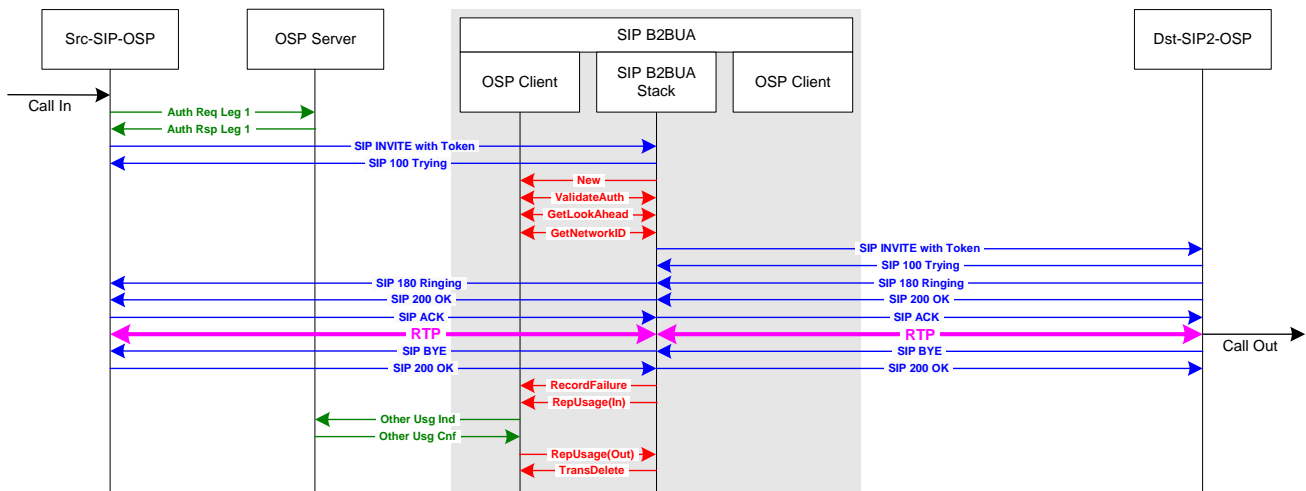 Src-SIP-OSP
OSP Server
SIP B2BUA
OSP Client
SIP B2BUA
Stack
OSP Client
Dst-SIP2-OSP
Call In
Auth Req Leg 1
Auth Rsp Leg 1
SIP INVITE with Token
SIP 100 Trying
New
ValidateAuth
GetLookAhead
GetNetworkID
SIP INVITE with Token
SIP 100 Trying
SIP 180 Ringing
SIP 180 Ringing
SIP 200 OK
SIP 200 OK
SIP ACK
SIP ACK
RTP
RTP
Call Out
SIP BYE
SIP BYE
SIP 200 OK
SIP 200 OK
RecordFailure
RepUsage(In)
Other Usg Ind
Other Usg Cnf
RepUsage(Out)
TransDelete